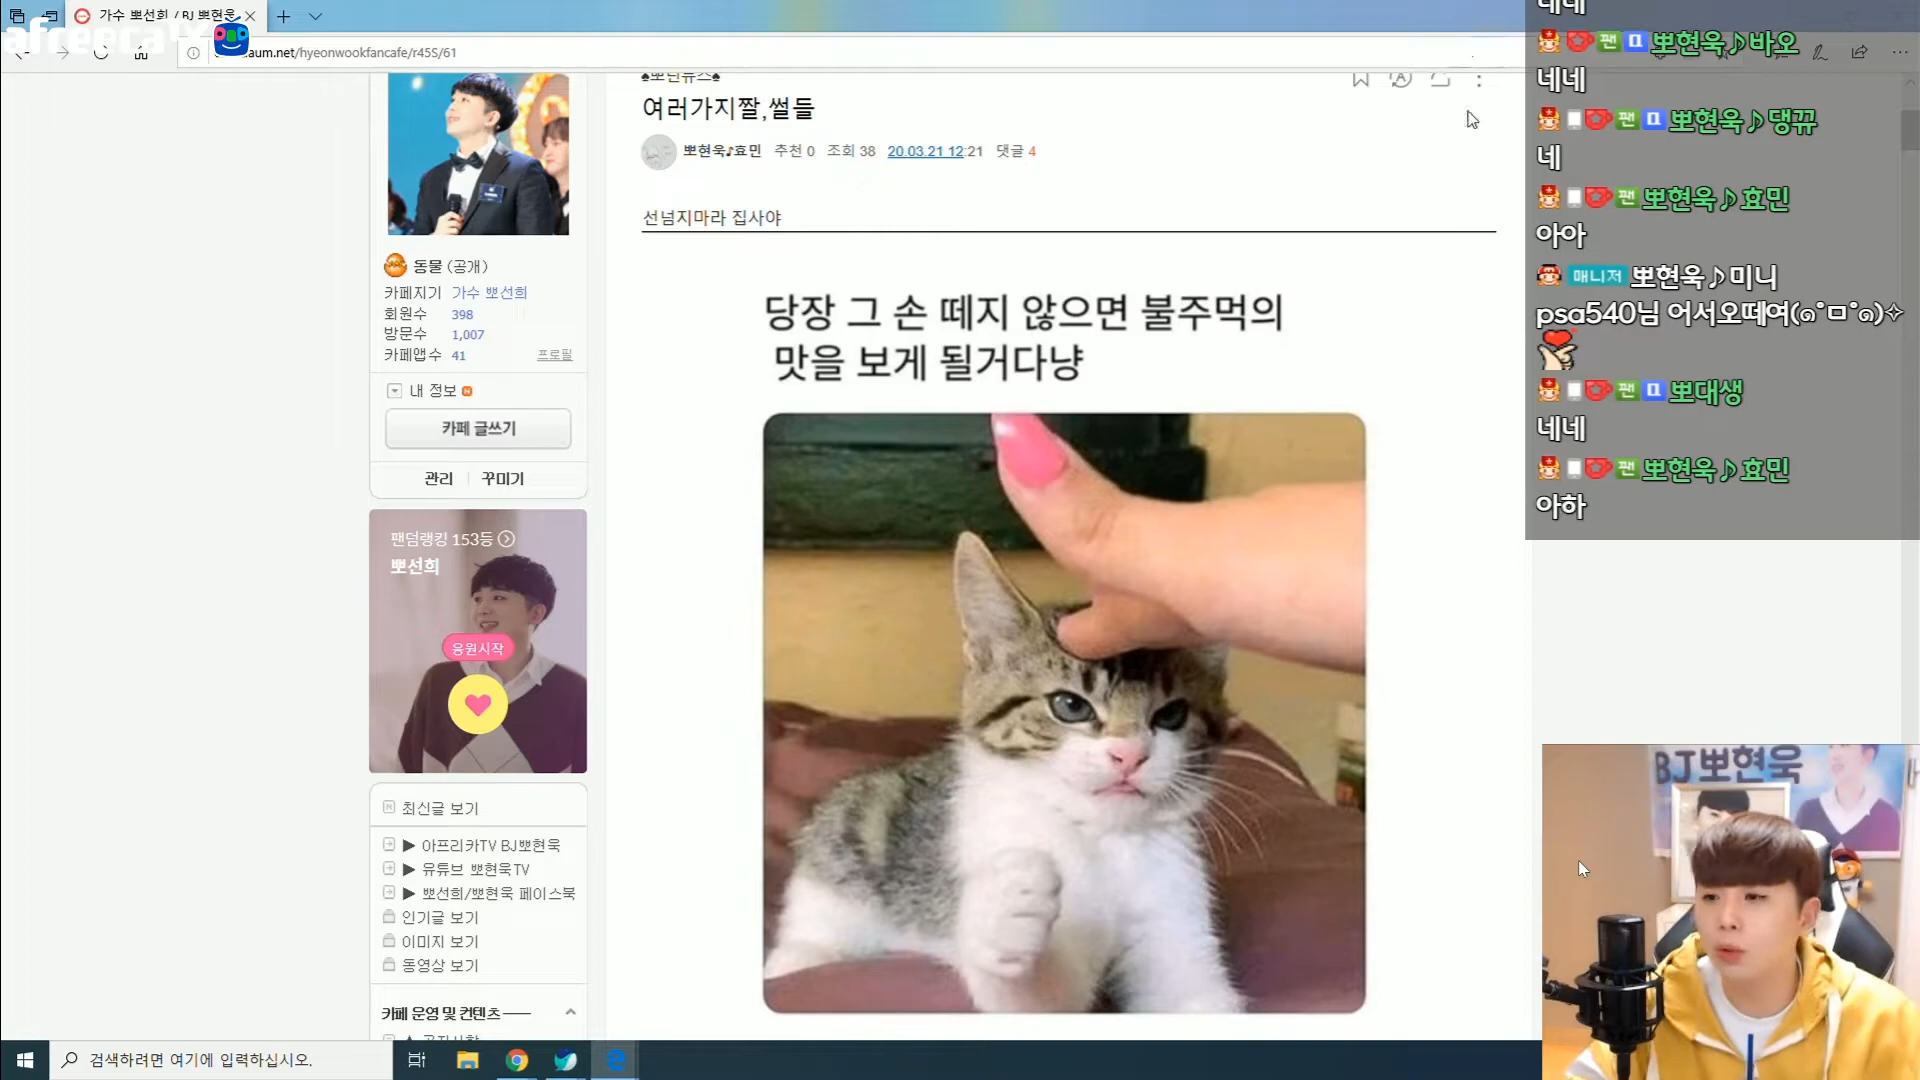 가수 뽀선희 / BJ 뽀현욱
afreecaTV
aum.net/hyeonwookfancafe/r45S/61
♠뽀빈뉴스♠
여러가지짤,썰들
뽀현욱♪효민 추천 0 조회 38 20.03.21 12:21 댓글 4
선넘지마라 집사야
당장 그 손 떼지 않으면 불주먹의
맛을 보게 될거다냥
동물 (공개)
카페지기 가수 뽀선희
회원수 398
방문수 1,007
카페앱수 41 프로필
내 정보 N
카페 글쓰기
관리 꾸미기
팬덤랭킹 153등
뽀선희
응원시작
최신글 보기
▶ 아프리카TV BJ뽀현욱
▶ 유튜브 뽀현욱TV
▶ 뽀선희/뽀현욱 페이스북
인기글 보기
이미지 보기
동영상 보기
카페 운영 및 컨텐츠
검색하려면 여기에 입력하십시오.
네네
팬 뽀현욱♪바오
네네
팬 뽀현욱♪댕뀨
네
팬 뽀현욱♪효민
아아
매니저 뽀현욱♪미니
psa540님 어서오떼여(๑˚ㅁ˚๑)✧
팬 뽀대생
네네
팬 뽀현욱♪효민
아하
BJ뽀현욱